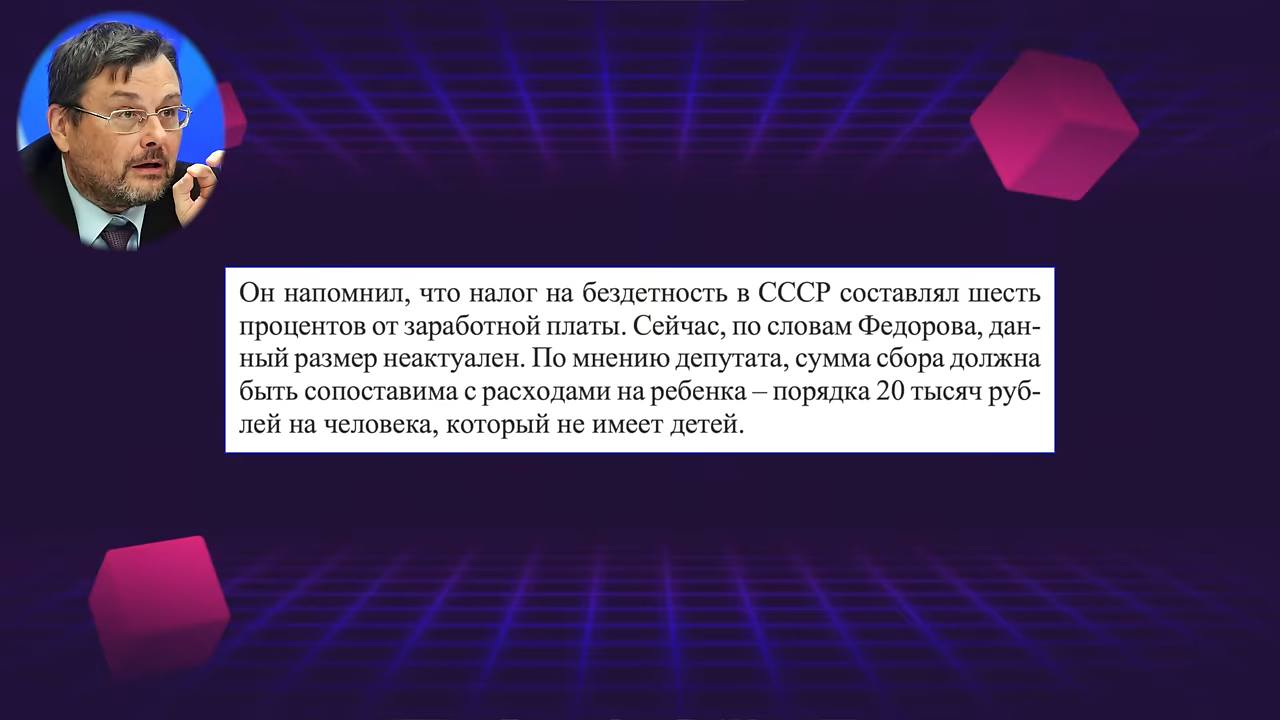 Он напомнил, что налог на бездетность в СССР составлял шесть
процентов от заработной платы. Сейчас, по словам Федорова, дан-
ный размер неактуален. По мнению депутата, сумма сбора должна
быть сопоставима с расходами на ребенка – порядка 20 тысяч руб-
лей на человека, который не имеет детей.